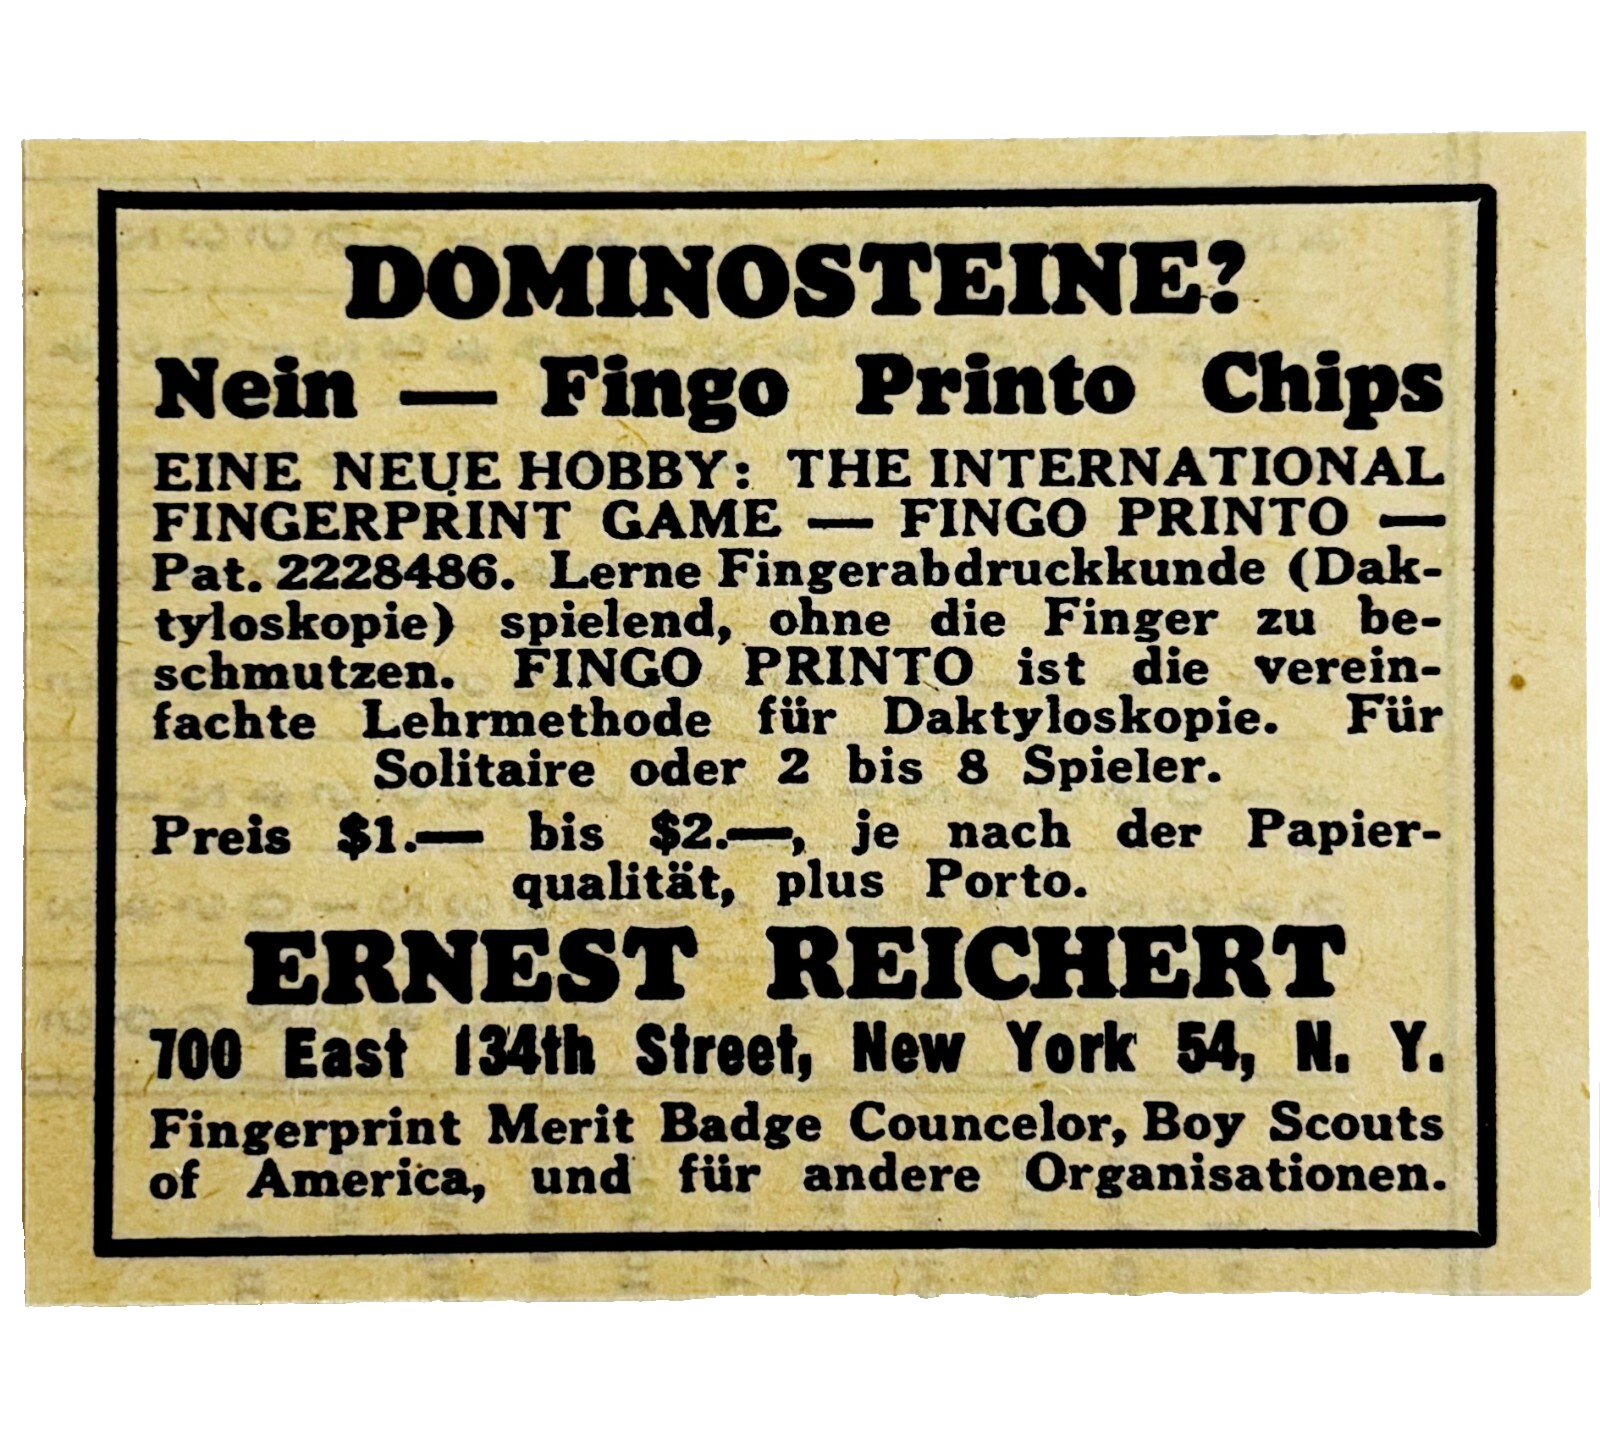 DOMINOSTEINE?
Nein — Fingo Printo Chips
EINE NEUE HOBBY: THE INTERNATIONAL
FINGERPRINT GAME — FINGO PRINTO —
Pat. 2228486. Lerne Fingerabdruckkunde (Dak-
tyloskopie) spielend, ohne die Finger zu be-
schmutzen. FINGO PRINTO ist die verein-
fachte Lehrmethode für Daktyloskopie. Für
Solitaire oder 2 bis 8 Spieler.
Preis $1.— bis $2.—, je nach der Papier-
qualität, plus Porto.
ERNEST REICHERT
700 East 134th Street, New York 54, N. Y.
Fingerprint Merit Badge Councelor, Boy Scouts
of America, und für andere Organisationen.